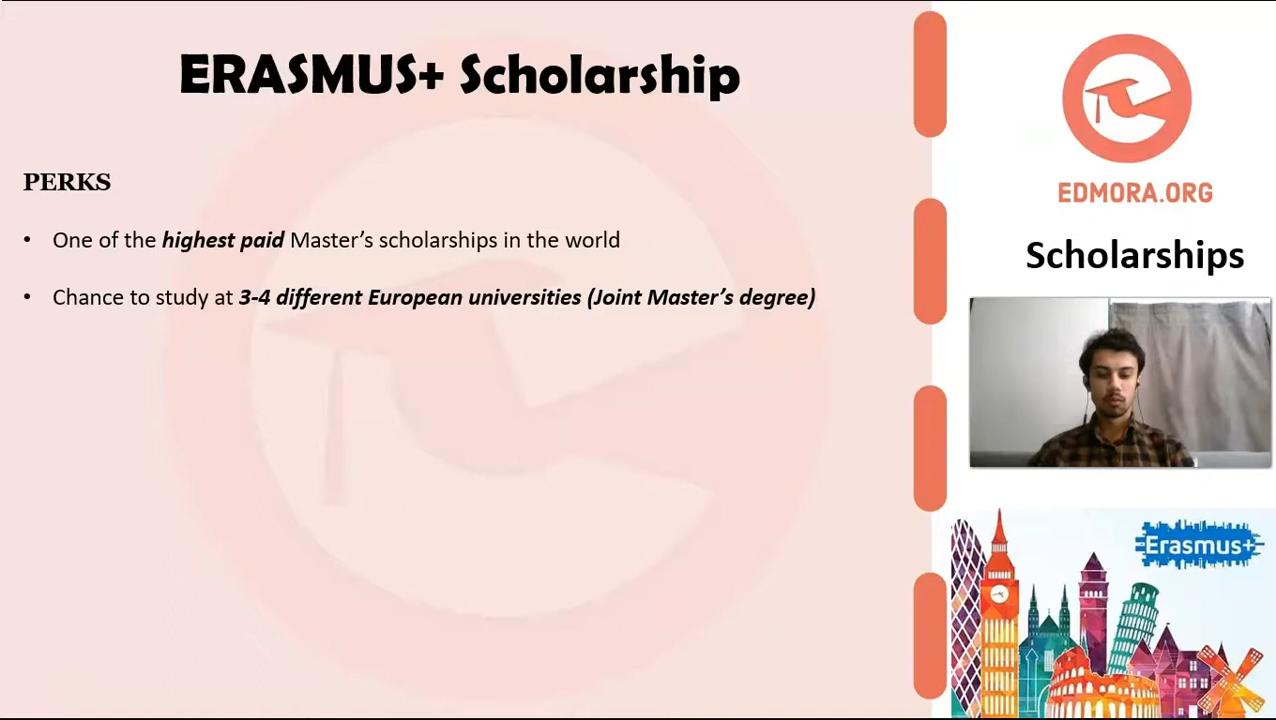 ERASMUS+ Scholarship
PERKS
• One of the highest paid Master’s scholarships in the world
• Chance to study at 3-4 different European universities (Joint Master’s degree)
EDMORA.ORG
Scholarships
Erasmus+